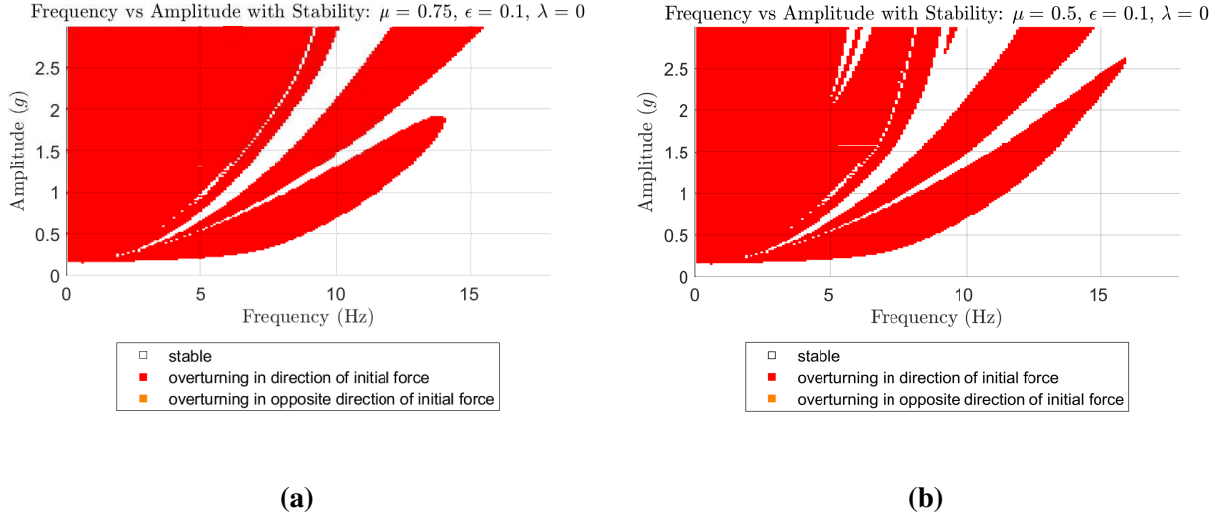 Frequency vs Amplitude with Stability: μ = 0.75, ϵ = 0.1, λ = 0
2.5
2
1.5
1
0.5
0
Amplitude (g)
0 5 10 15
Frequency (Hz)
stable
overturning in direction of initial force
overturning in opposite direction of initial force
(a)
Frequency vs Amplitude with Stability: μ = 0.5, ϵ = 0.1, λ = 0
2.5
2
1.5
1
0.5
0
Amplitude (g)
0 5 10 15
Frequency (Hz)
stable
overturning in direction of initial force
overturning in opposite direction of initial force
(b)